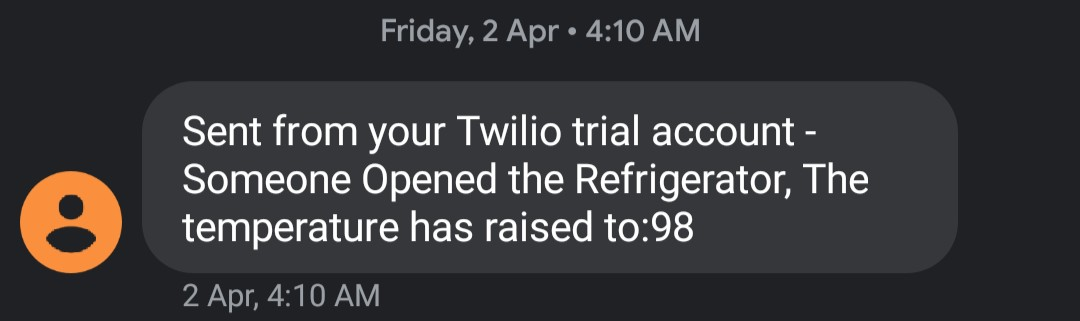 Friday, 2 Apr • 4:10 AM
Sent from your Twilio trial account -
Someone Opened the Refrigerator, The
temperature has raised to:98
2 Apr, 4:10 AM